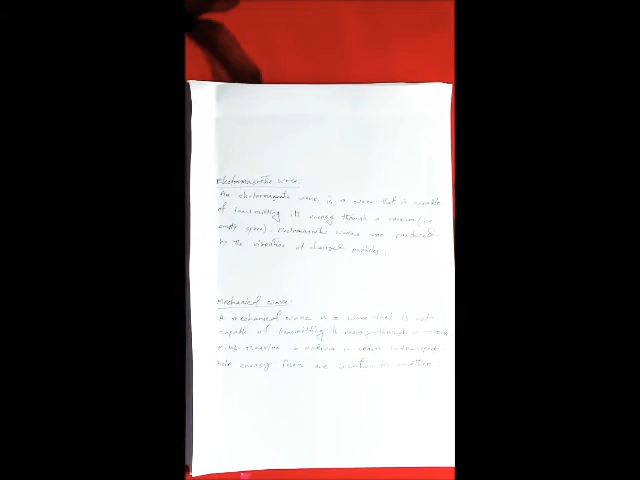 Electromagnetic wave:
An electromagnetic wave is a wave that is capable
of transmitting its energy through a vacuum (i.e
empty space). Electromagnetic waves are produced
by the vibration of charged particles.
Mechanical wave:
A mechanical wave is a wave that is not
capable of transmitting its energy through a
require a medium in order to transport
their energy from one location to another.